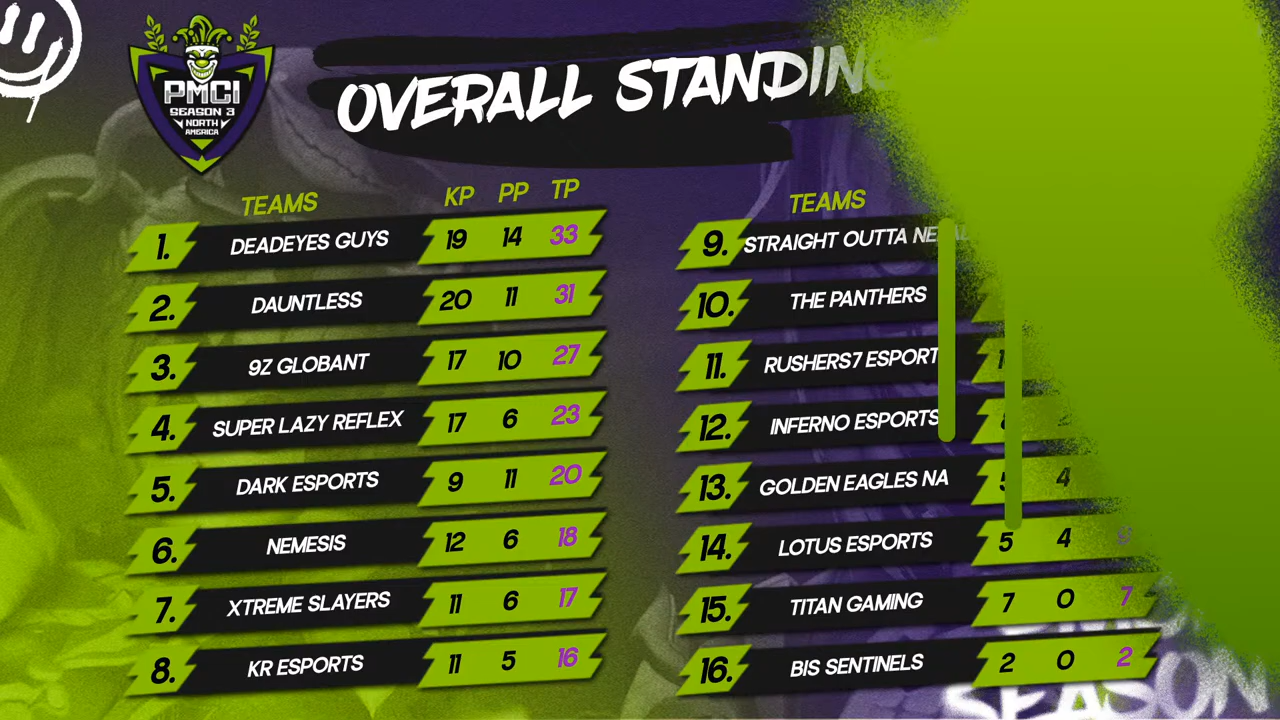 PMCI
SEASON 3
NORTH
AMERICA
OVERALL STANDING
TEAMS KP PP TP
1. DEADEYES GUYS 19 14 33
2. DAUNTLESS 20 11 31
3. 9Z GLOBANT 17 10 27
4. SUPER LAZY REFLEX 17 6 23
5. DARK ESPORTS 9 11 20
6. NEMESIS 12 6 18
7. XTREME SLAYERS 11 6 17
8. KR ESPORTS 11 5 16
TEAMS
9. STRAIGHT OUTTA
10. THE PANTHERS
11. RUSHERS7 ESPORT
12. INFERNO ESPORTS
13. GOLDEN EAGLES NA 5 4
14. LOTUS ESPORTS 5 4 9
15. TITAN GAMING 7 0 7
16. BIS SENTINELS 2 0 2
SEASON